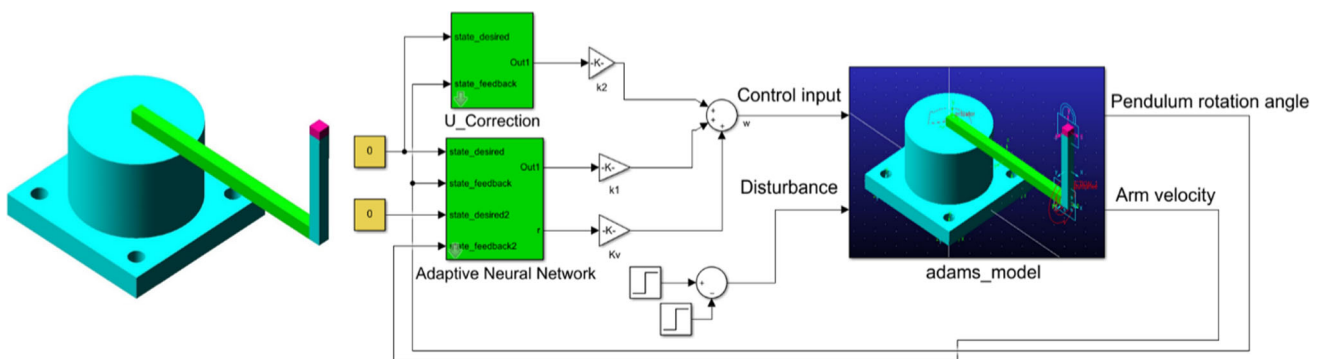 state_desired
Out1
state_feedback
-K-
k2
U_Correction
0
state_desired
Out1
state_feedback
-K-
k1
0
state_desired2
r
state_feedback2
-K-
Kv
Adaptive Neural Network
+
+
+
w
Control input
Disturbance
+
−
adams_model
Pendulum rotation angle
Arm velocity